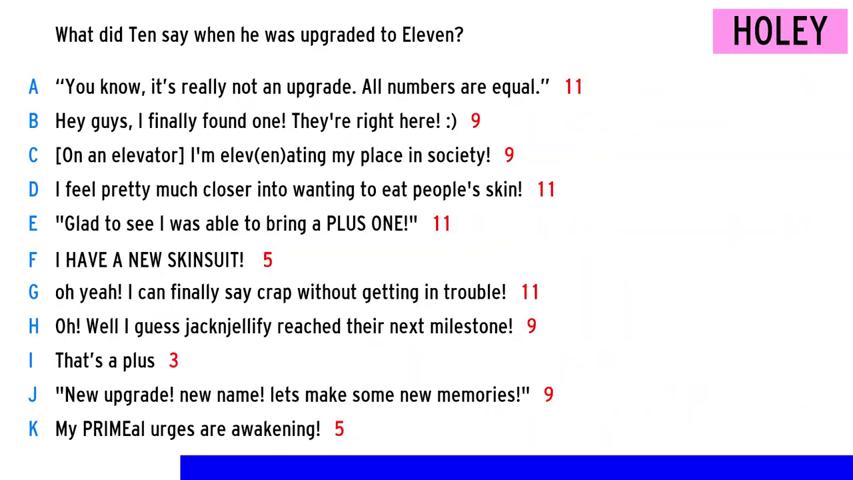 What did Ten say when he was upgraded to Eleven?
HOLEY
A “You know, it’s really not an upgrade. All numbers are equal.” 11
B Hey guys, I finally found one! They're right here! :) 9
C [On an elevator] I'm elev(en)ating my place in society! 9
D I feel pretty much closer into wanting to eat people's skin! 11
E "Glad to see I was able to bring a PLUS ONE!" 11
F I HAVE A NEW SKINSUIT! 5
G oh yeah! I can finally say crap without getting in trouble! 11
H Oh! Well I guess jacknjellify reached their next milestone! 9
I That’s a plus 3
J "New upgrade! new name! lets make some new memories!" 9
K My PRIMEal urges are awakening! 5